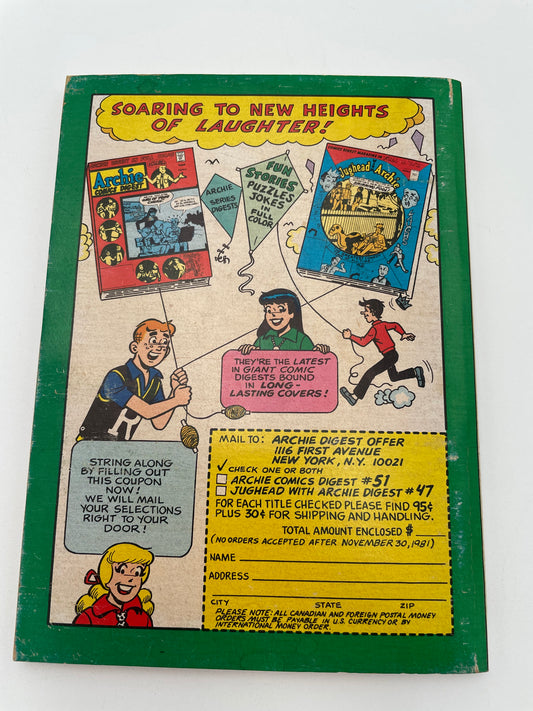 SOARING TO NEW HEIGHTS
OF LAUGHTER!
Archie
COMICS DIGEST
ARCHIE
SERIES
DIGESTS
FUN
STORIES
PUZZLES
JOKES
IN
FULL
COLOR
COMICS DIGEST MAGAZINE
Jughead Archie
THEY'RE THE LATEST
IN GIANT COMIC
DIGESTS BOUND
IN LONG-
LASTING COVERS!
STRING ALONG
BY FILLING OUT
THIS COUPON
NOW!
WE WILL MAIL
YOUR SELECTIONS
RIGHT TO YOUR
DOOR!
MAIL TO: ARCHIE DIGEST OFFER
1116 FIRST AVENUE
NEW YORK, N.Y. 10021
✓ CHECK ONE OR BOTH
ARCHIE COMICS DIGEST #51
JUGHEAD WITH ARCHIE DIGEST #47
FOR EACH TITLE CHECKED PLEASE FIND 95¢
PLUS 30¢ FOR SHIPPING AND HANDLING.
TOTAL AMOUNT ENCLOSED $
(NO ORDERS ACCEPTED AFTER NOVEMBER 30, 1981)
NAME
ADDRESS
CITY STATE ZIP
PLEASE NOTE: ALL CANADIAN AND FOREIGN POSTAL MONEY
ORDERS MUST BE PAYABLE IN U.S. CURRENCY OR BY
INTERNATIONAL MONEY ORDER.
R